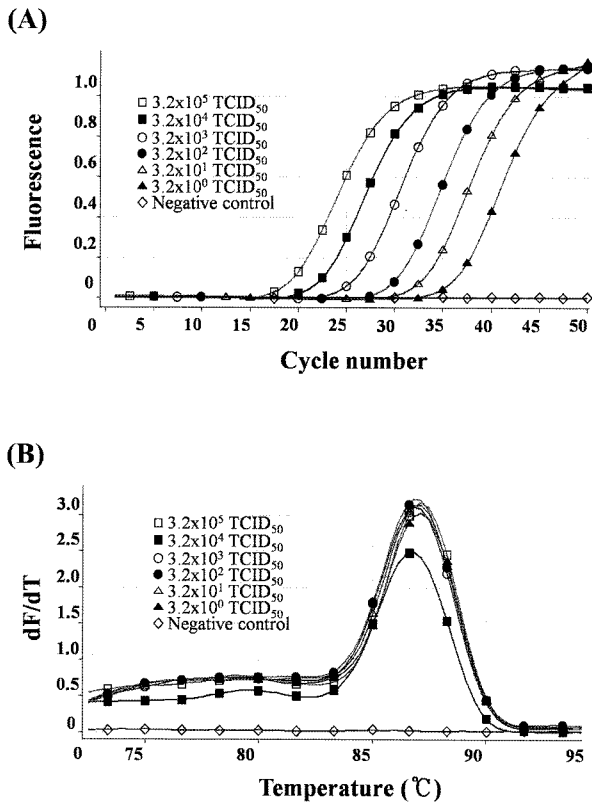 (A)
1.0
0.8
0.6
0.4
0.2
0
Fluorescence
□ 3.2x10⁵ TCID₅₀
■ 3.2x10⁴ TCID₅₀
○ 3.2x10³ TCID₅₀
● 3.2x10² TCID₅₀
△ 3.2x10¹ TCID₅₀
▲ 3.2x10⁰ TCID₅₀
◇ Negative control
0 5 10 15 20 25 30 35 40 45 50
Cycle number
(B)
3.0
2.5
2.0
1.5
1.0
0.5
0
dF/dT
□ 3.2x10⁵ TCID₅₀
■ 3.2x10⁴ TCID₅₀
○ 3.2x10³ TCID₅₀
● 3.2x10² TCID₅₀
△ 3.2x10¹ TCID₅₀
▲ 3.2x10⁰ TCID₅₀
◇ Negative control
0 75 80 85 90 95
Temperature (℃)